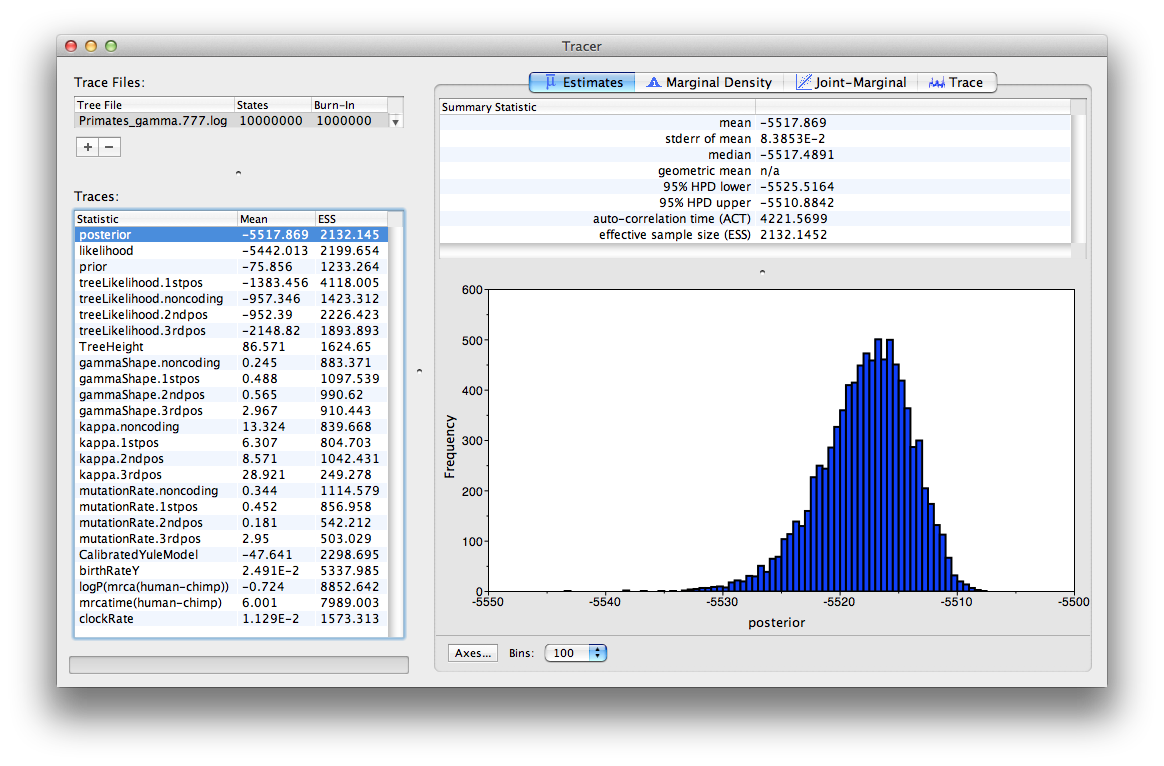 Tracer
Trace Files:
Tree File States Burn-In
Primates_gamma.777.log 10000000 1000000
+ −
Traces:
Statistic Mean ESS
posterior -5517.869 2132.145
likelihood -5442.013 2199.654
prior -75.856 1233.264
treeLikelihood.1stpos -1383.456 4118.005
treeLikelihood.noncoding -957.346 1423.312
treeLikelihood.2ndpos -952.39 2226.423
treeLikelihood.3rdpos -2148.82 1893.893
TreeHeight 86.571 1624.65
gammaShape.noncoding 0.245 883.371
gammaShape.1stpos 0.488 1097.539
gammaShape.2ndpos 0.565 990.62
gammaShape.3rdpos 2.967 910.443
kappa.noncoding 13.324 839.668
kappa.1stpos 6.307 804.703
kappa.2ndpos 8.571 1042.431
kappa.3rdpos 28.921 249.278
mutationRate.noncoding 0.344 1114.579
mutationRate.1stpos 0.452 856.958
mutationRate.2ndpos 0.181 542.212
mutationRate.3rdpos 2.95 503.029
CalibratedYuleModel -47.641 2298.695
birthRateY 2.491E-2 5337.985
logP(mrca(human-chimp)) -0.724 8852.642
mrcatime(human-chimp) 6.001 7989.003
clockRate 1.129E-2 1573.313
Estimates Marginal Density Joint-Marginal Trace
Summary Statistic
mean -5517.869
stderr of mean 8.3853E-2
median -5517.4891
geometric mean n/a
95% HPD lower -5525.5164
95% HPD upper -5510.8842
auto-correlation time (ACT) 4221.5699
effective sample size (ESS) 2132.1452
600
500
400
300
200
100
0
Frequency
-5550 -5540 -5530 -5520 -5510 -5500
posterior
Axes... Bins: 100